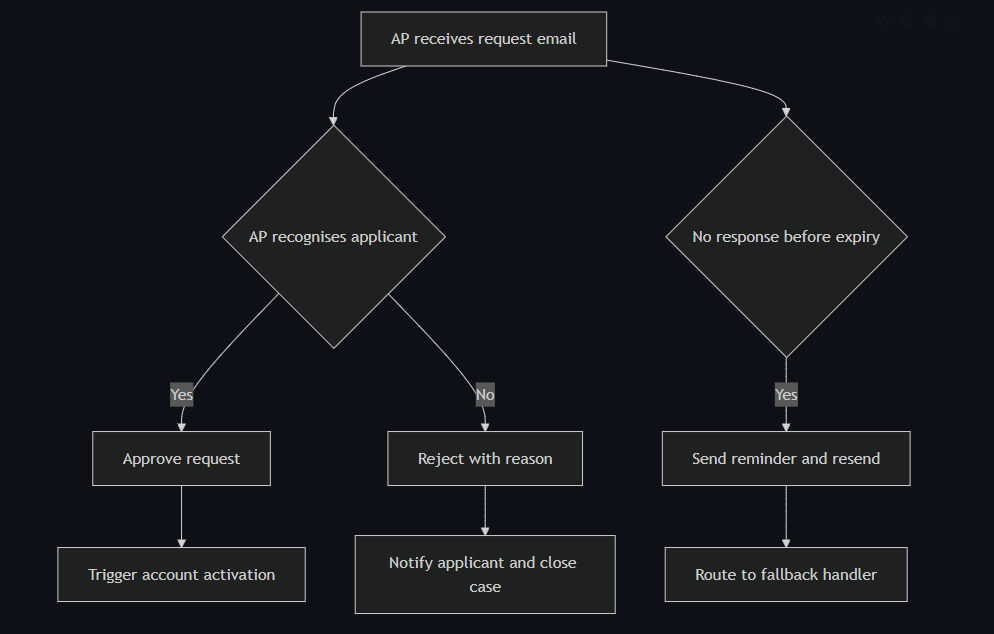 AP receives request email
AP recognises applicant
No response before expiry
Yes
No
Yes
Approve request
Reject with reason
Send reminder and resend
Trigger account activation
Notify applicant and close
case
Route to fallback handler